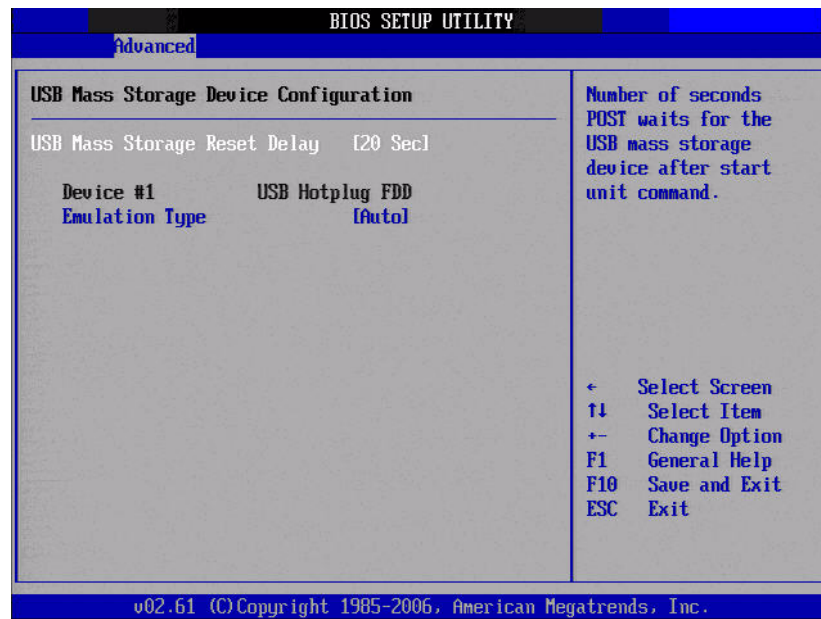 BIOS SETUP UTILITY
Advanced
USB Mass Storage Device Configuration
USB Mass Storage Reset Delay [20 Sec]
Device #1 USB Hotplug FDD
Emulation Type [Auto]
Number of seconds
POST waits for the
USB mass storage
device after start
unit command.
← Select Screen
↑↓ Select Item
+- Change Option
F1 General Help
F10 Save and Exit
ESC Exit
v02.61 (C)Copyright 1985-2006, American Megatrends, Inc.